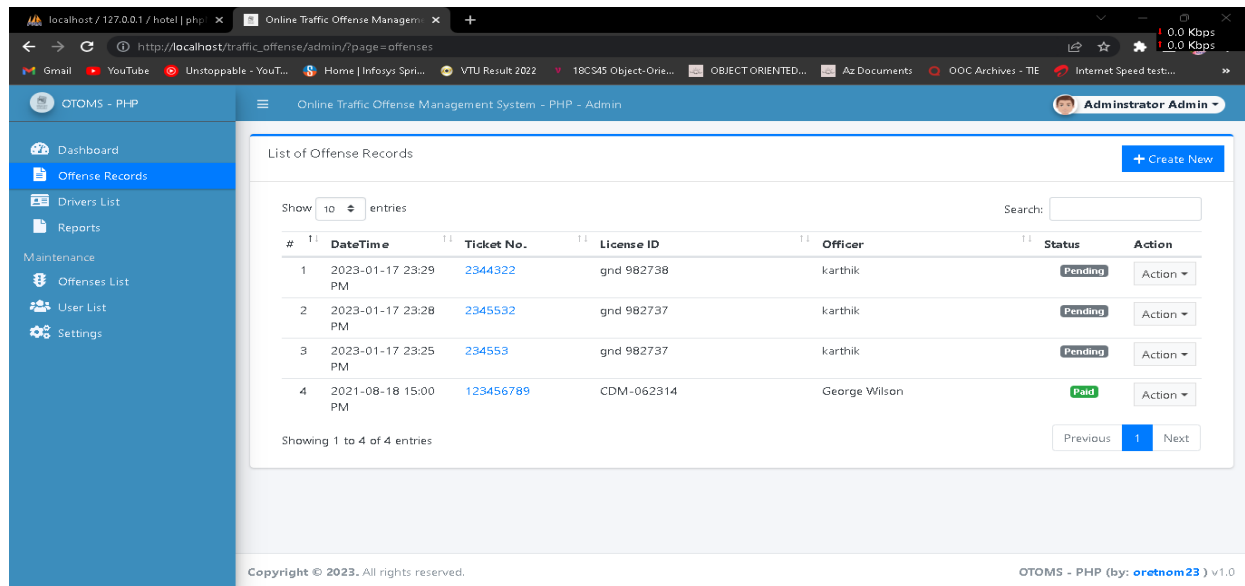 localhost / 127.0.0.1 / hotel | php
Online Traffic Offense Manageme
0.0 Kbps
0.0 Kbps
http://localhost/traffic_offense/admin/?page=offenses
Gmail YouTube Unstoppable - YouT... Home | Infosys Spri... VTU Result 2022 18CS45 Object-Orie... OBJECT ORIENTED... Az Documents OOC Archives - TIE Internet Speed test:... »
OTOMS - PHP
Online Traffic Offense Management System - PHP - Admin
Adminstrator Admin
Dashboard
Offense Records
Drivers List
Reports
Maintenance
Offenses List
User List
Settings
List of Offense Records
+ Create New
Show 10 entries
Search:
# DateTime Ticket No. License ID Officer Status Action
1 2023-01-17 23:29 2344322 gnd 982738 karthik Pending Action
PM
2 2023-01-17 23:28 2345532 gnd 982737 karthik Pending Action
PM
3 2023-01-17 23:25 234553 gnd 982737 karthik Pending Action
PM
4 2021-08-18 15:00 123456789 CDM-062314 George Wilson Paid Action
PM
Showing 1 to 4 of 4 entries
Previous 1 Next
Copyright © 2023. All rights reserved.
OTOMS - PHP (by: oretnom23 ) v1.0